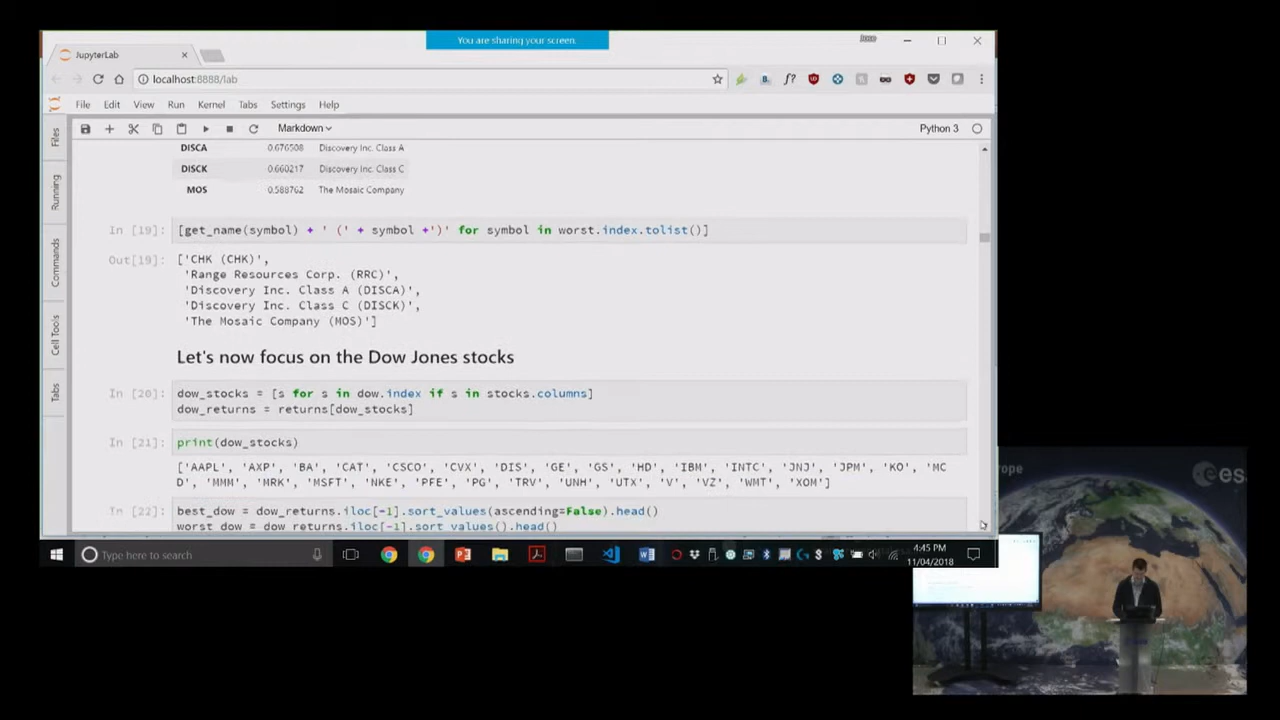 You are sharing your screen.
JupyterLab
localhost:8888/lab
File Edit View Run Kernel Tabs Settings Help
Markdown
Python 3
Files
Running
Commands
Cell Tools
Tabs
DISCA 0.676508 Discovery Inc. Class A
DISCK 0.660217 Discovery Inc. Class C
MOS 0.588762 The Mosaic Company
In [19]: [get_name(symbol) + ' (' + symbol +')' for symbol in worst.index.tolist()]
Out[19]: ['CHK (CHK)',
'Range Resources Corp. (RRC)',
'Discovery Inc. Class A (DISCA)',
'Discovery Inc. Class C (DISCK)',
'The Mosaic Company (MOS)']
Let's now focus on the Dow Jones stocks
In [20]: dow_stocks = [s for s in dow.index if s in stocks.columns]
dow_returns = returns[dow_stocks]
In [21]: print(dow_stocks)
['AAPL', 'AXP', 'BA', 'CAT', 'CSCO', 'CVX', 'DIS', 'GE', 'GS', 'HD', 'IBM', 'INTC', 'JNJ', 'JPM', 'KO', 'MC
D', 'MMM', 'MRK', 'MSFT', 'NKE', 'PFE', 'PG', 'TRV', 'UNH', 'UTX', 'V', 'VZ', 'WMT', 'XOM']
In [22]: best_dow = dow_returns.iloc[-1].sort_values(ascending=False).head()
worst_dow = dow_returns.iloc[-1].sort_values().head()
Type here to search
4:45 PM
11/04/2018
ope
es